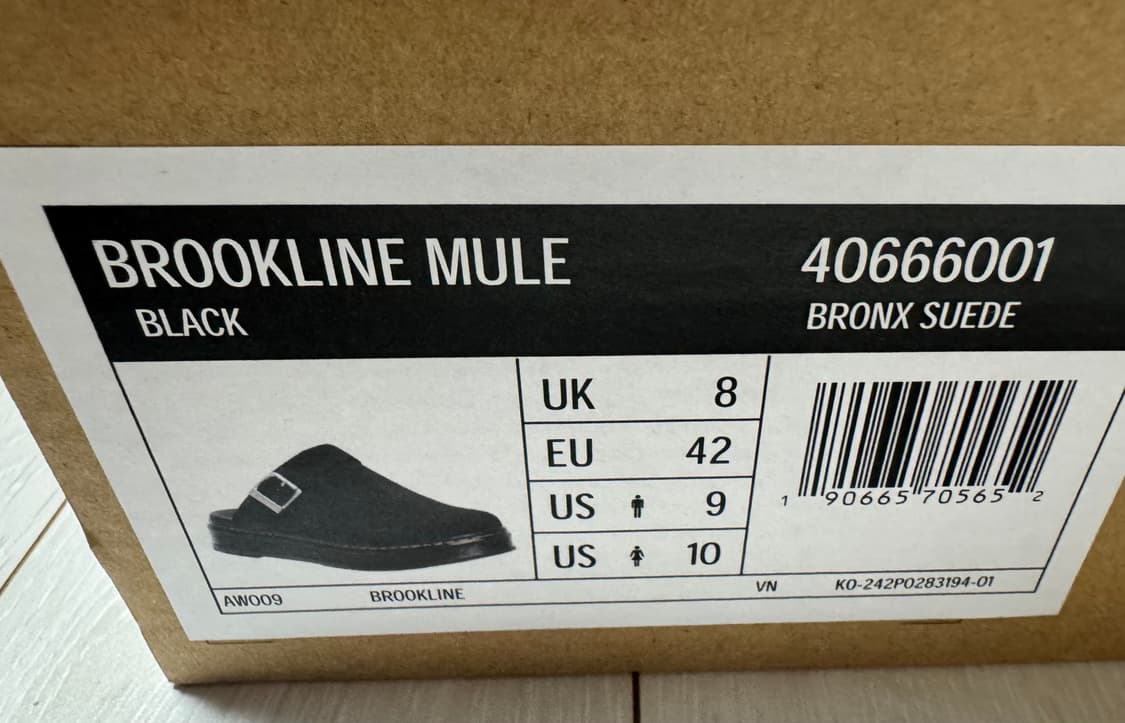 BROOKLINE MULE 40666001
BLACK BRONX SUEDE
UK 8
EU 42
US 9
US 10
1 90665 70565 2
AW009 BROOKLINE VN K0-242P0283194-01